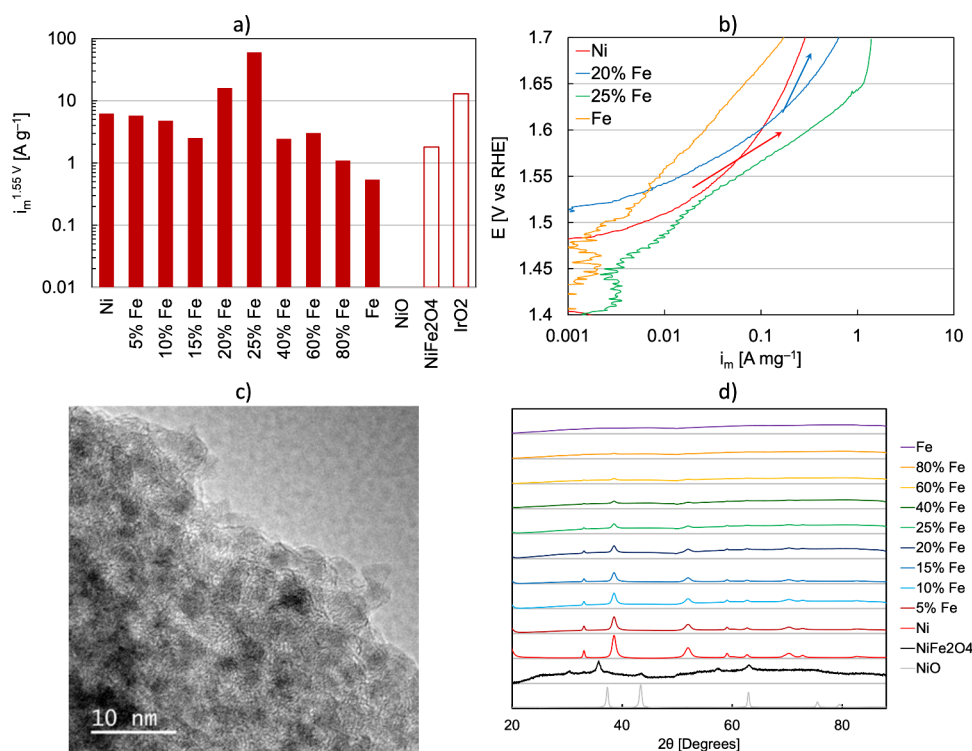 a)
i_m^1.55 V [A g⁻¹]
100
10
1
0.1
0.01
Ni
5% Fe
10% Fe
15% Fe
20% Fe
25% Fe
40% Fe
60% Fe
80% Fe
Fe
NiO
NiFe2O4
IrO2
b)
E [V vs RHE]
1.7
1.65
1.6
1.55
1.5
1.45
1.4
Ni
20% Fe
25% Fe
Fe
0.001
0.01
0.1
1
10
i_m [A mg⁻¹]
c)
10 nm
d)
Fe
80% Fe
60% Fe
40% Fe
25% Fe
20% Fe
15% Fe
10% Fe
5% Fe
Ni
NiFe2O4
NiO
20
40
60
80
2θ [Degrees]